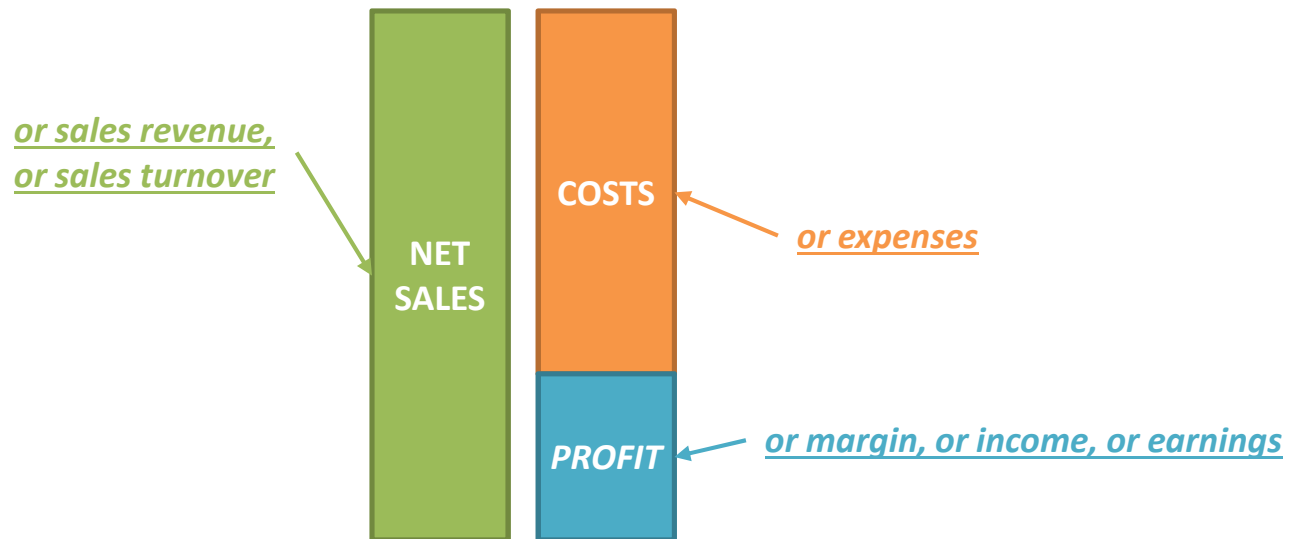 or sales revenue,
or sales turnover
NET
SALES
COSTS
or expenses
PROFIT
or margin, or income, or earnings